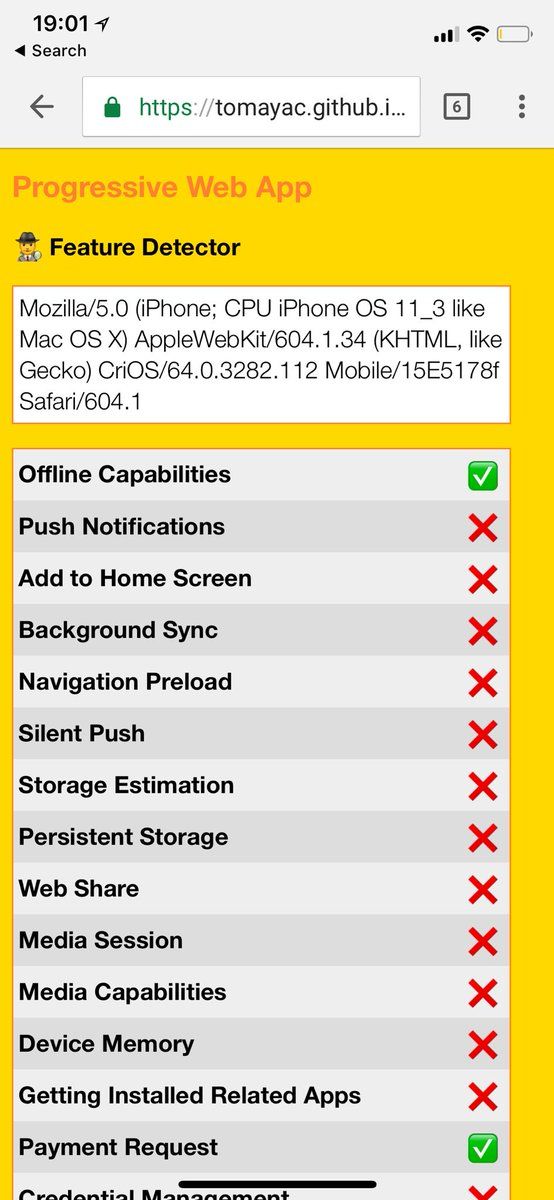 19:01
◀ Search
https://tomayac.github.i...
6
Progressive Web App
Feature Detector
Mozilla/5.0 (iPhone; CPU iPhone OS 11_3 like
Mac OS X) AppleWebKit/604.1.34 (KHTML, like
Gecko) CriOS/64.0.3282.112 Mobile/15E5178f
Safari/604.1
Offline Capabilities
Push Notifications
Add to Home Screen
Background Sync
Navigation Preload
Silent Push
Storage Estimation
Persistent Storage
Web Share
Media Session
Media Capabilities
Device Memory
Getting Installed Related Apps
Payment Request
Credential Management